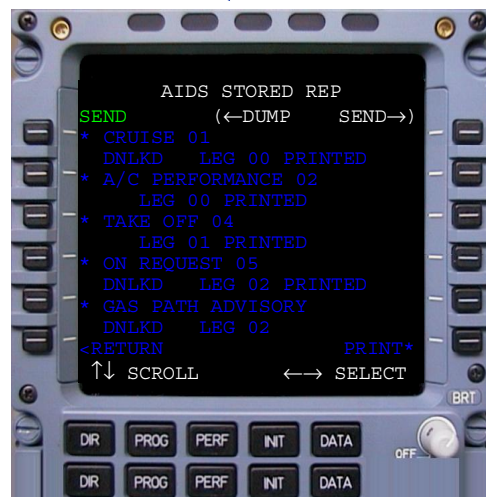 AIDS STORED REP
SEND (←DUMP SEND→)
* CRUISE 01
DNLKD LEG 00 PRINTED
* A/C PERFORMANCE 02
LEG 00 PRINTED
* TAKE OFF 04
LEG 01 PRINTED
* ON REQUEST 05
DNLKD LEG 02 PRINTED
* GAS PATH ADVISORY
DNLKD LEG 02
<RETURN PRINT*
↑↓ SCROLL ←→ SELECT
BRT
DIR PROG PERF INIT DATA OFF
DIR PROG PERF INIT DATA